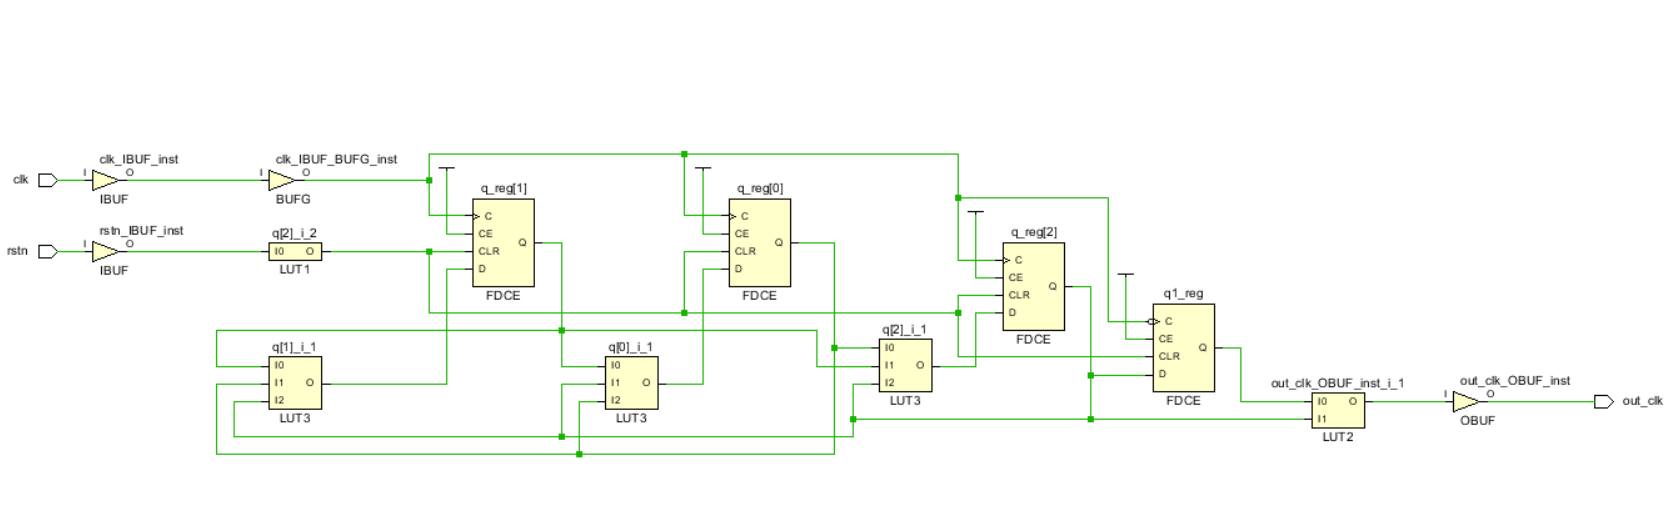 clk
I
clk_IBUF_inst
O
IBUF
I
clk_IBUF_BUFG_inst
O
BUFG
rstn
I
rstn_IBUF_inst
O
IBUF
q[2]_i_2
I0 O
LUT1
q_reg[1]
C
CE
CLR
D
Q
FDCE
q_reg[0]
C
CE
CLR
D
Q
FDCE
q_reg[2]
C
CE
CLR
D
Q
FDCE
q1_reg
C
CE
CLR
D
Q
FDCE
q[1]_i_1
I0
I1 O
I2
LUT3
q[0]_i_1
I0
I1 O
I2
LUT3
q[2]_i_1
I0
I1 O
I2
LUT3
out_clk_OBUF_inst_i_1
I0 O
I1
LUT2
out_clk_OBUF_inst
I
O
OBUF
out_clk